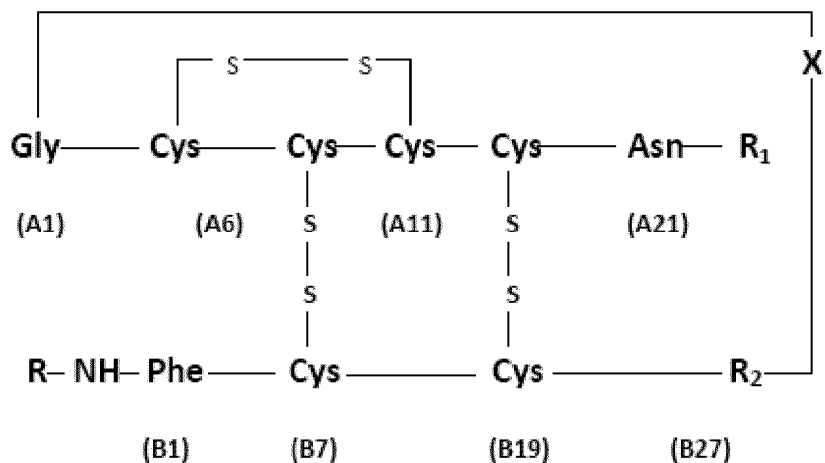 S S
X
Gly Cys Cys Cys Cys Asn R1
(A1) (A6) S (A11) S (A21)
S S
R NH Phe Cys Cys R2
(B1) (B7) (B19) (B27)